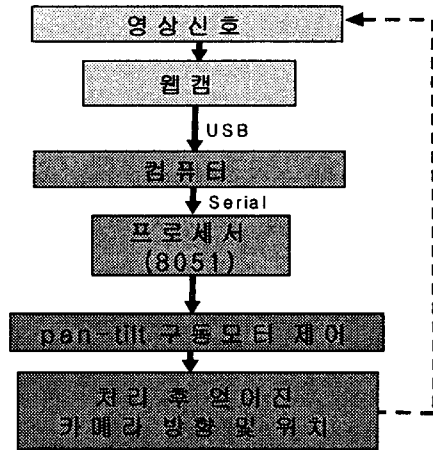 영상신호
웹캠
USB
컴퓨터
Serial
프로세서
(8051)
pan-tilt 구동모터 제어
처리 후 얻어진
카메라 방향 및 위치